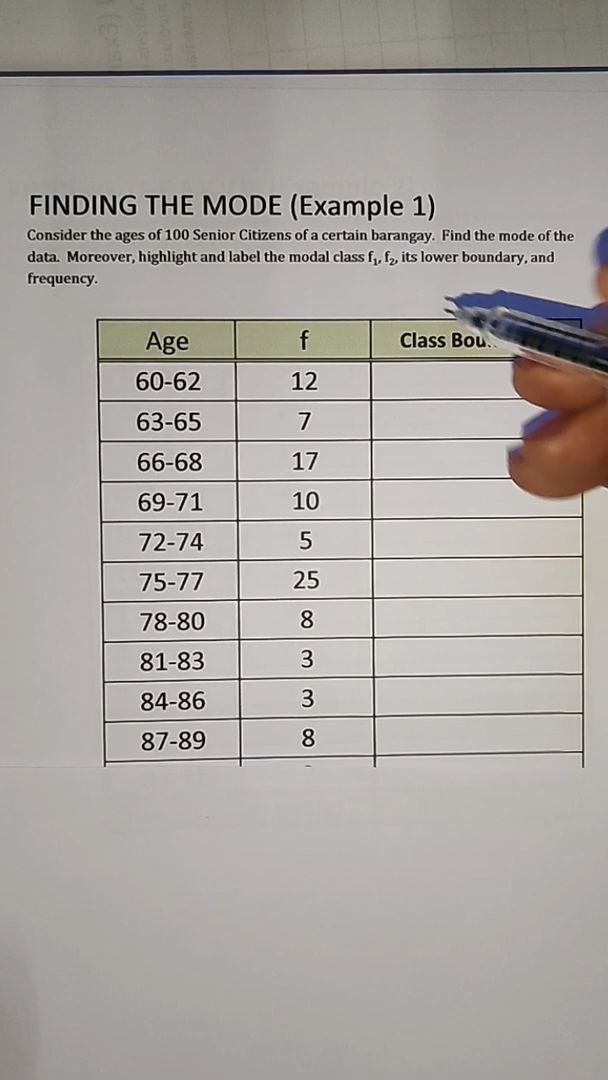 FINDING THE MODE (Example 1)
Consider the ages of 100 Senior Citizens of a certain barangay. Find the mode of the
data. Moreover, highlight and label the modal class f₁, f₂, its lower boundary, and
frequency.
Age f Class
60-62 12
63-65 7
66-68 17
69-71 10
72-74 5
75-77 25
78-80 8
81-83 3
84-86 3
87-89 8